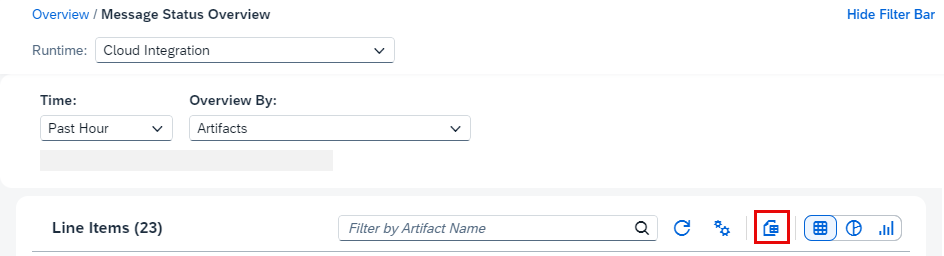 Overview / Message Status Overview
Hide Filter Bar
Runtime: Cloud Integration
Time:
Overview By:
Past Hour
Artifacts
Line Items (23)
Filter by Artifact Name